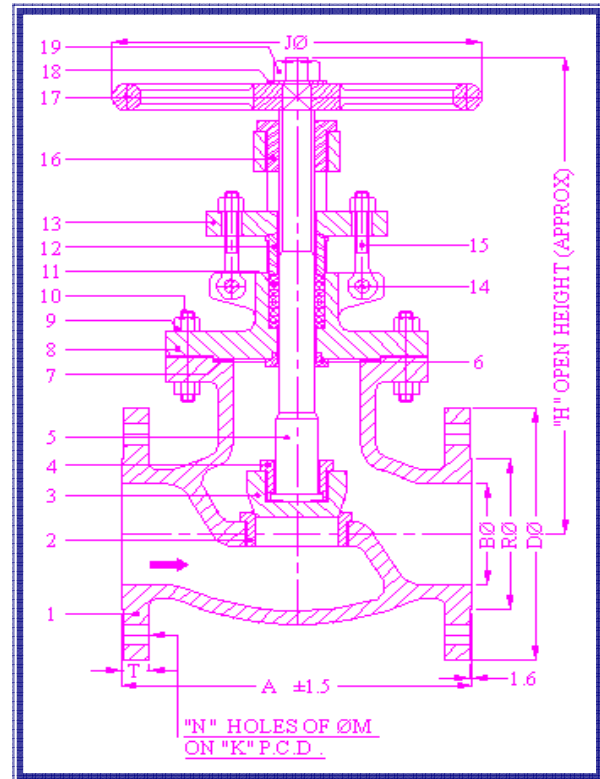 JØ
19
18
17
16
13
12
11
10
9
8
7
15
14
6
5
4
3
2
1
"H" OPEN HEIGHT (APPROX)
BØ
RØ
DØ
T
A ±1.5
1.6
"N" HOLES OF ØM
ON "K" P.C.D .